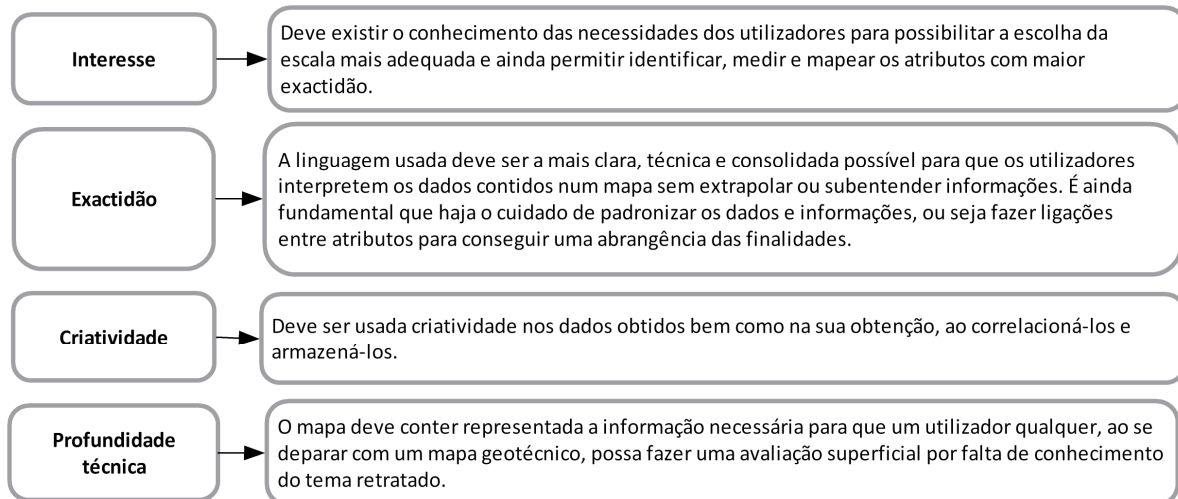 Interesse
Deve existir o conhecimento das necessidades dos utilizadores para possibilitar a escolha da
escala mais adequada e ainda permitir identificar, medir e mapear os atributos com maior
exactidão.
Exactidão
A linguagem usada deve ser a mais clara, técnica e consolidada possível para que os utilizadores
interpretem os dados contidos num mapa sem extrapolar ou subentender informações. É ainda
fundamental que haja o cuidado de padronizar os dados e informações, ou seja fazer ligações
entre atributos para conseguir uma abrangência das finalidades.
Criatividade
Deve ser usada criatividade nos dados obtidos bem como na sua obtenção, ao correlacioná-los e
armazená-los.
Profundidade
técnica
O mapa deve conter representada a informação necessária para que um utilizador qualquer, ao se
deparar com um mapa geotécnico, possa fazer uma avaliação superficial por falta de conhecimento
do tema retratado.